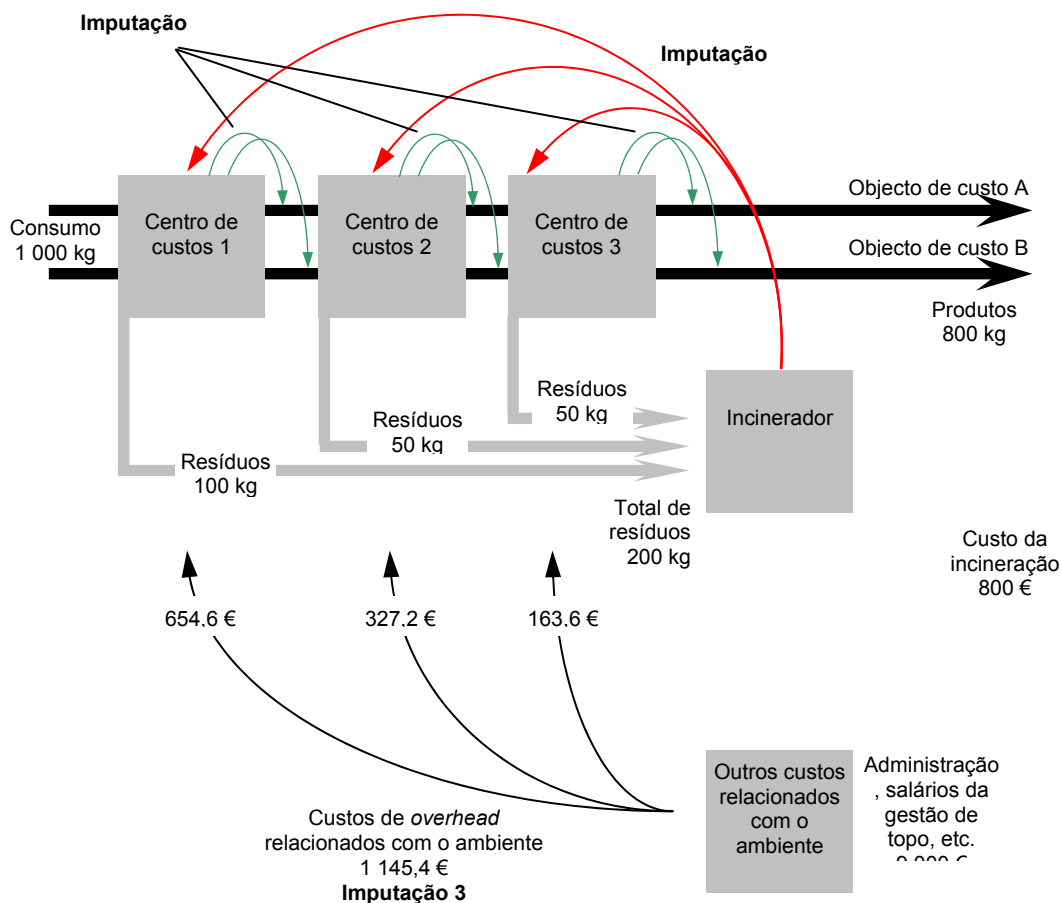 Imputação
Imputação
Consumo
1 000 kg
Centro de
custos 1
Centro de
custos 2
Centro de
custos 3
Objecto de custo A
Objecto de custo B
Produtos
800 kg
Resíduos
50 kg
Resíduos
50 kg
Resíduos
100 kg
Incinerador
Total de
resíduos
200 kg
Custo da
incineração
800 €
654,6 €
327,2 €
163,6 €
Custos de overhead
relacionados com o ambiente
1 145,4 €
Imputação 3
Outros custos
relacionados
com o
ambiente
Administração
, salários da
gestão de
topo, etc.